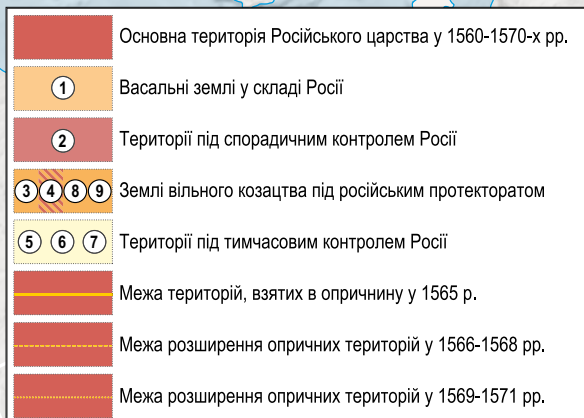 Основна територія Російського царства у 1560-1570-х рр.
1 Васальні землі у складі Росії
2 Території під спорадичним контролем Росії
3 4 8 9 Землі вільного козацтва під російським протекторатом
5 6 7 Території під тимчасовим контролем Росії
Межа територій, взятих в опричнину у 1565 р.
Межа розширення опричних територій у 1566-1568 рр.
Межа розширення опричних територій у 1569-1571 рр.